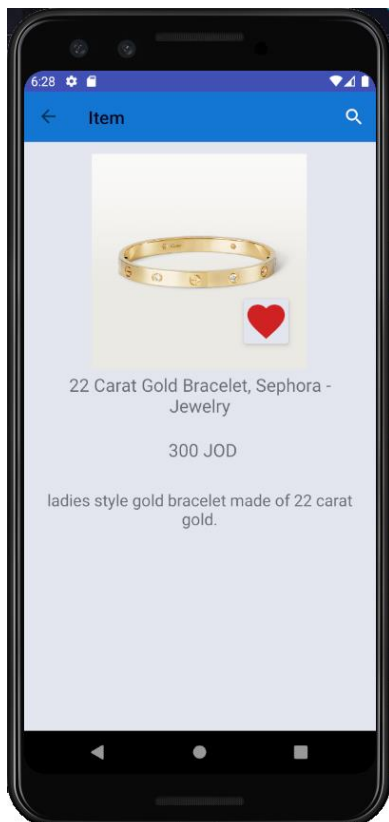 6:28
Item
22 Carat Gold Bracelet, Sephora -
Jewelry
300 JOD
ladies style gold bracelet made of 22 carat
gold.